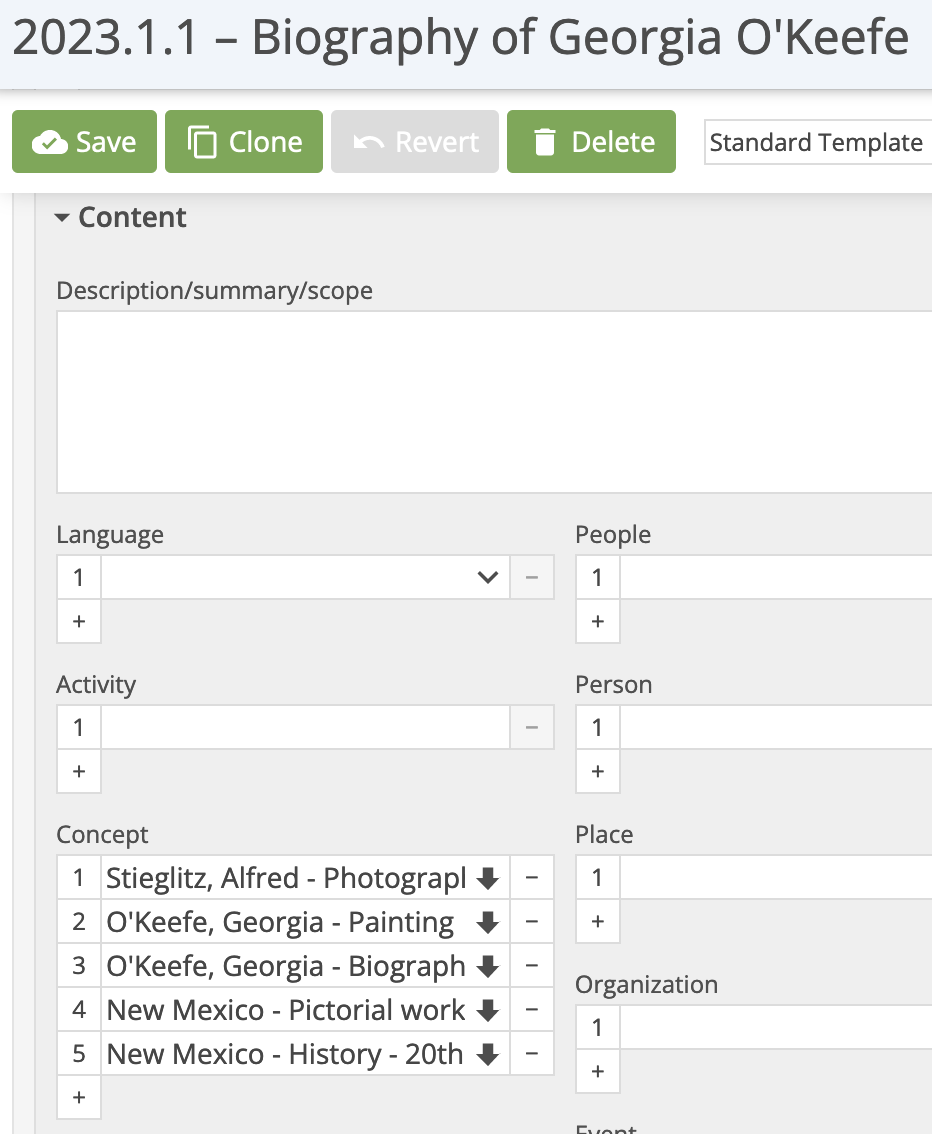 2023.1.1 – Biography of Georgia O'Keefe
Save Clone Revert Delete Standard Template
Content
Description/summary/scope
Language People
1 − 1
+ +
Activity Person
1 − 1
+ +
Concept Place
1 Stieglitz, Alfred - Photograpl − 1
2 O'Keefe, Georgia - Painting − +
3 O'Keefe, Georgia - Biograph −
Organization
4 New Mexico - Pictorial work − 1
5 New Mexico - History - 20th − +
+
Event